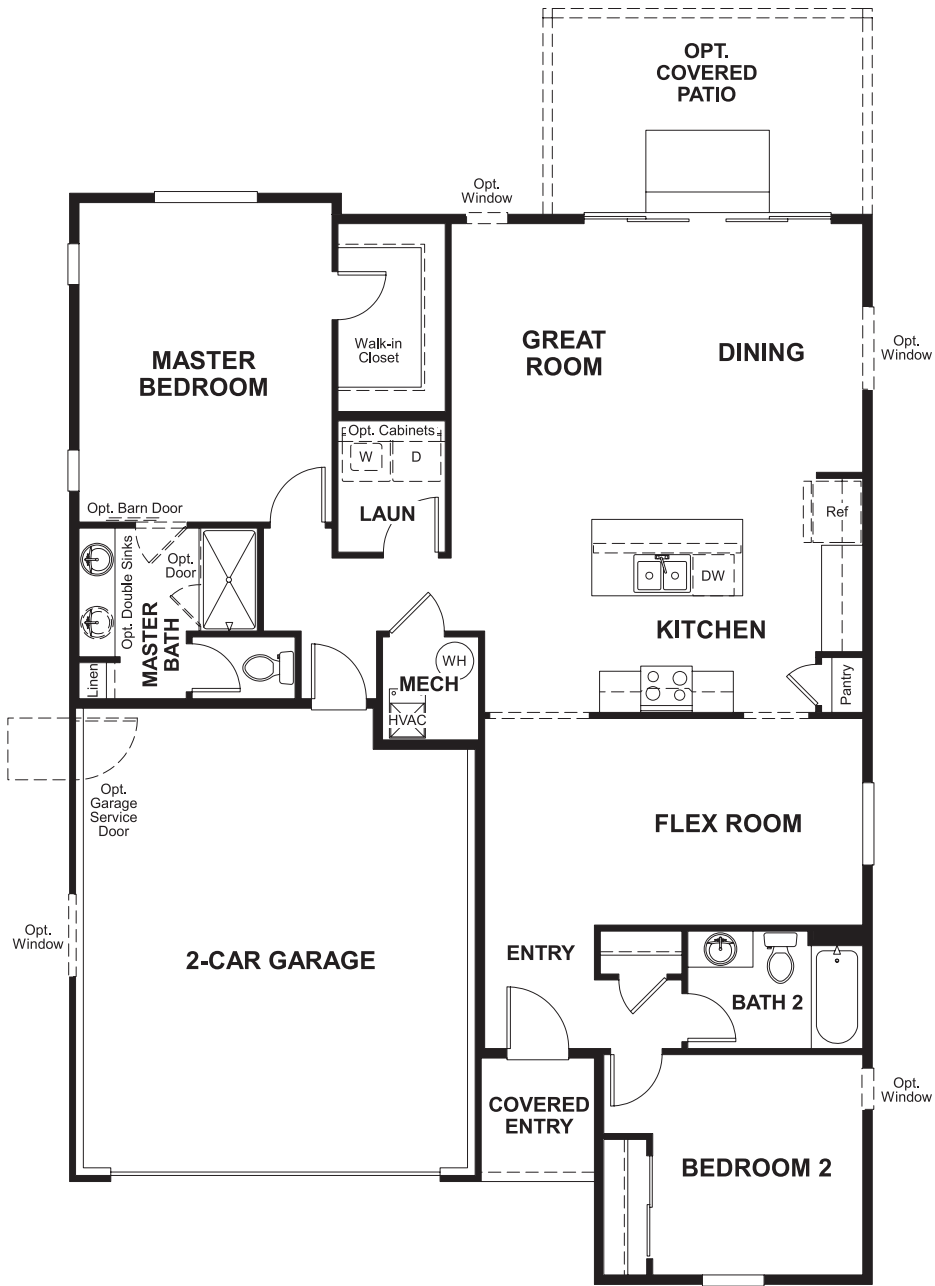 OPT.
COVERED
PATIO
Opt.
Window
GREAT
ROOM
DINING
Opt.
Window
Walk-in
Closet
MASTER
BEDROOM
Opt. Cabinets
W
D
LAUN
Opt. Barn Door
Opt. Double Sinks
Opt.
Door
MASTER
BATH
Linen
Ref
DW
KITCHEN
Pantry
WH
MECH
HVAC
Opt.
Garage
Service
Door
FLEX ROOM
Opt.
Window
2-CAR GARAGE
ENTRY
BATH 2
COVERED
ENTRY
Opt.
Window
BEDROOM 2